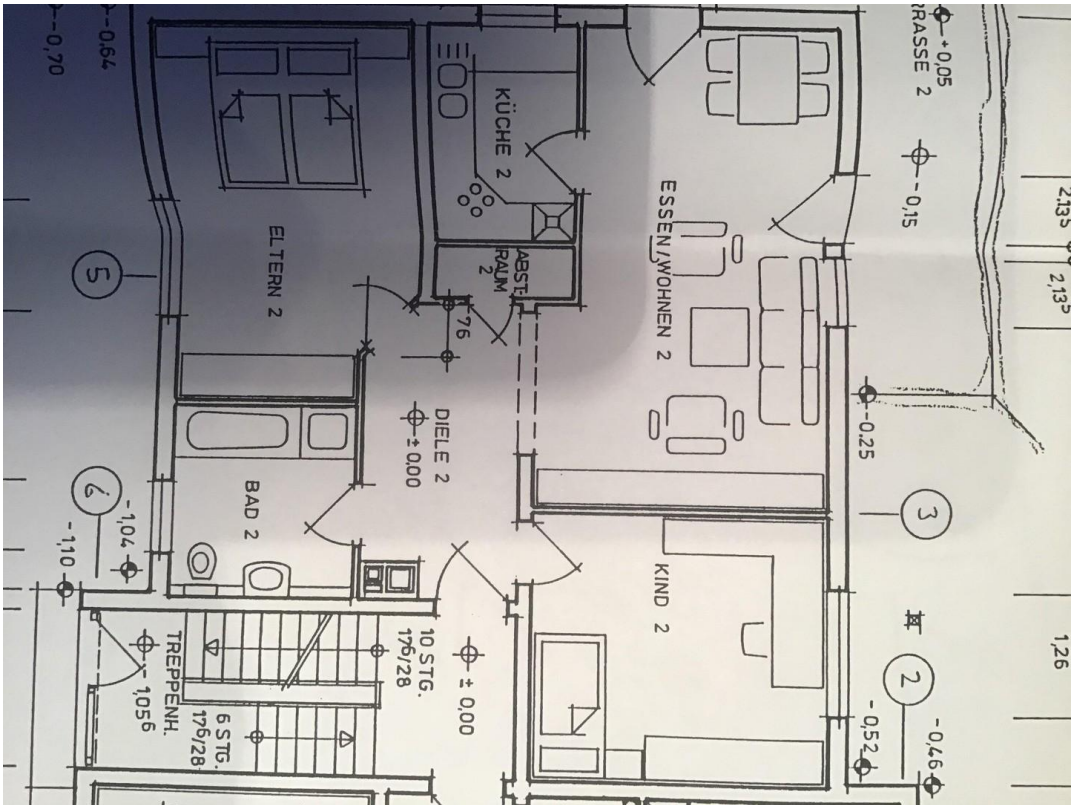 -0,70
-0.64
RRASSE 2
+0,05
-0,15
2.13⁵
2,13⁵
KÜCHE 2
ABST.
RAUM
2
ESSEN/WOHNEN 2
ELTERN 2
5
76
DIELE 2
± 0,00
-0.25
3
BAD 2
6
-1,04
-1,10
KIND 2
1,26
2
-0,52
-0,46
10 STG.
17⁶/28
± 0,00
TREPPENH.
-1,05⁶
6 STG.
17⁶/28